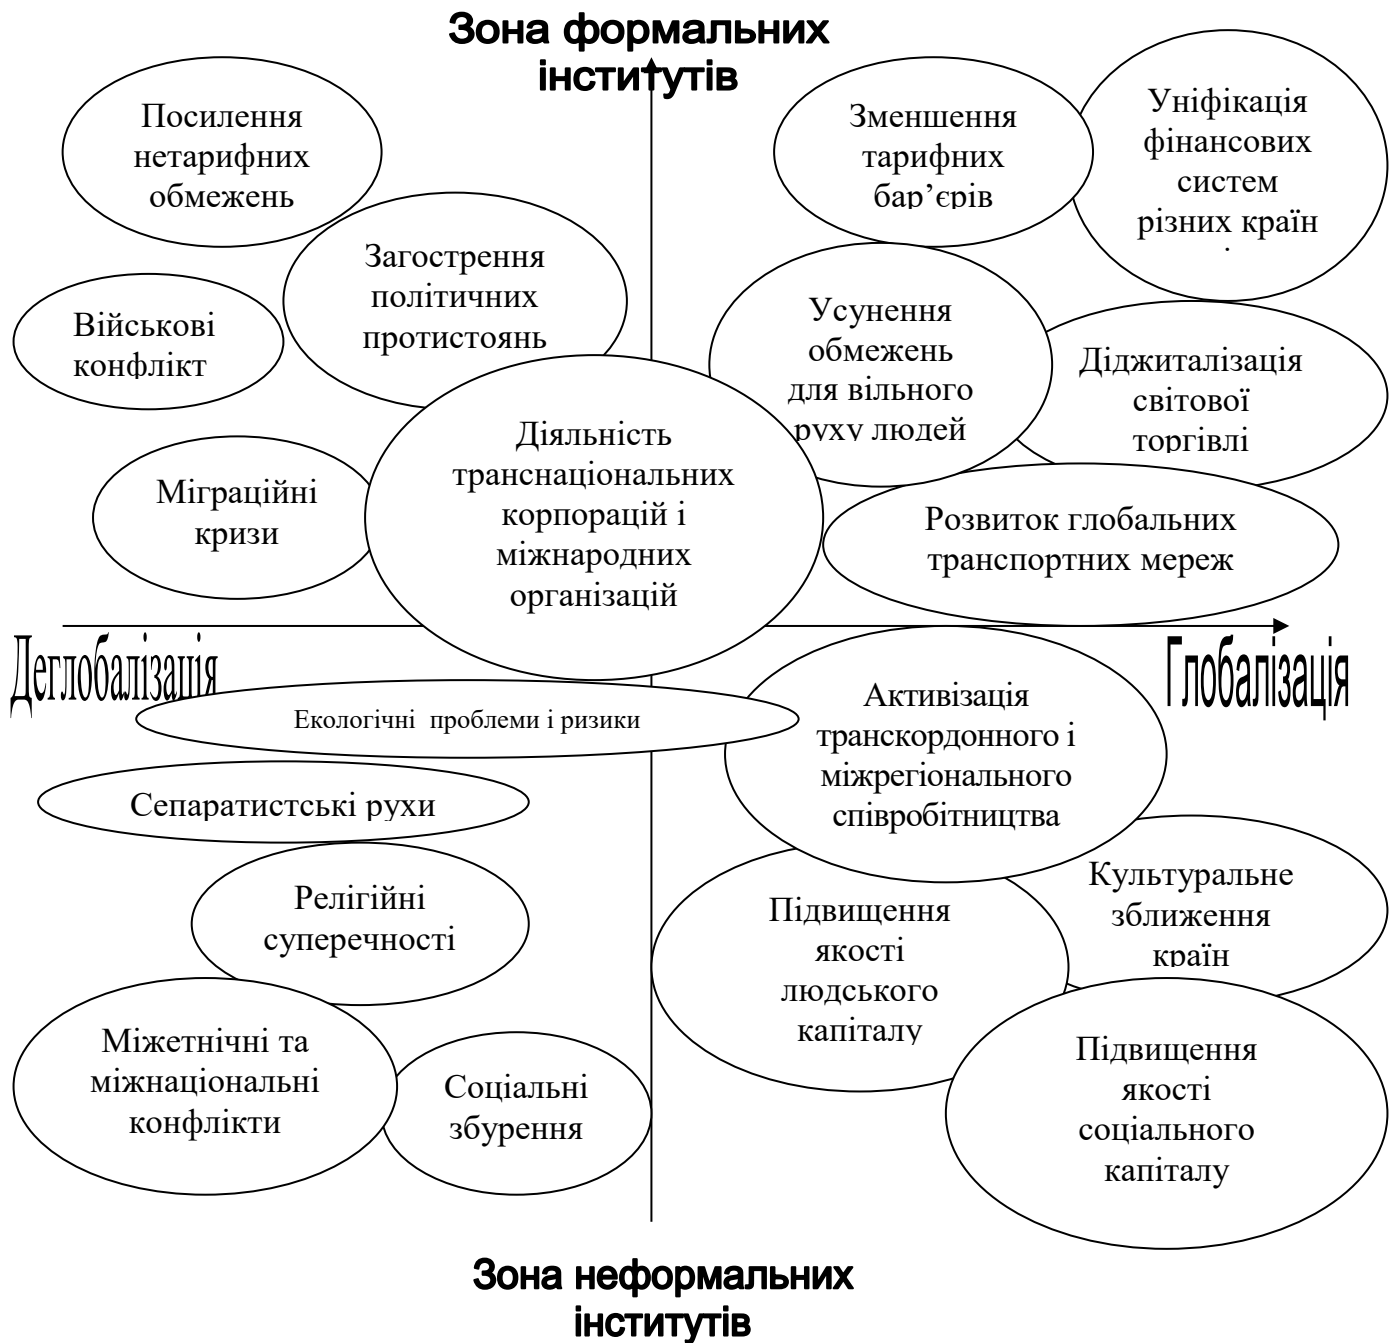 Зона формальних
інститутів
Посилення
нетарифних
обмежень
Зменшення
тарифних
бар’єрів
Уніфікація
фінансових
систем
різних країн
Загострення
політичних
протистоянь
Військові
конфлікт
Усунення
обмежень
для вільного
руху людей
Діджиталізація
світової
торгівлі
Діяльність
транснаціональних
корпорацій і
міжнародних
організацій
Міграційні
кризи
Розвиток глобальних
транспортних мереж
Деглобалізація
Глобалізація
Екологічні проблеми і ризики
Активізація
транскордонного і
міжрегіонального
співробітництва
Сепаратистські рухи
Релігійні
суперечності
Підвищення
якості
людського
капіталу
Культуральне
зближення
країн
Міжетнічні та
міжнаціональні
конфлікти
Соціальні
збурення
Підвищення
якості
соціального
капіталу
Зона неформальних
інститутів